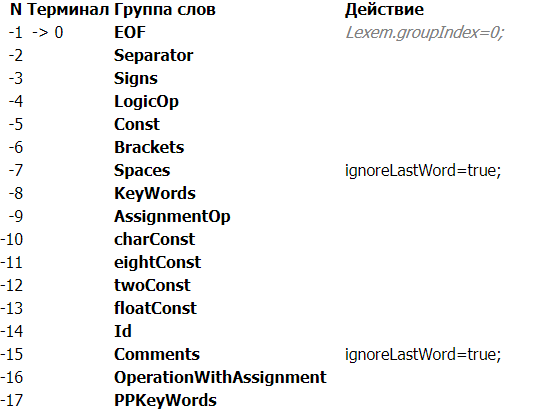 N Терминал Группа слов Действие
-1 -> 0 EOF Lexem.groupIndex=0;
-2 Separator
-3 Signs
-4 LogicOp
-5 Const
-6 Brackets
-7 Spaces ignoreLastWord=true;
-8 KeyWords
-9 AssignmentOp
-10 charConst
-11 eightConst
-12 twoConst
-13 floatConst
-14 Id
-15 Comments ignoreLastWord=true;
-16 OperationWithAssignment
-17 PPKeyWords